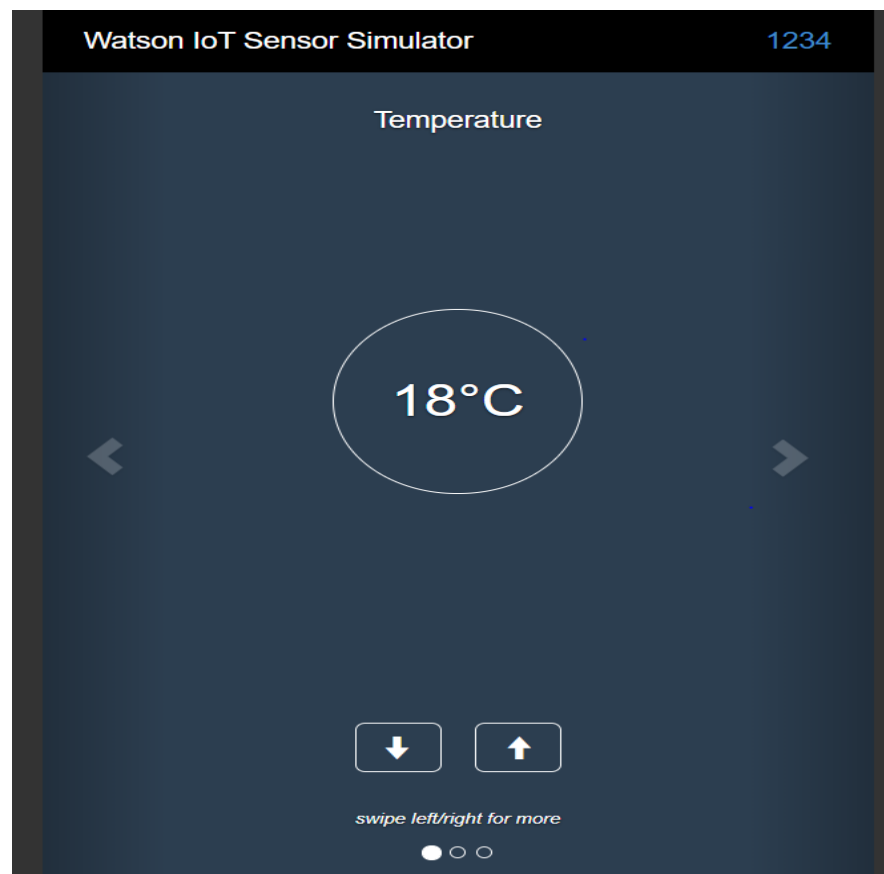 Watson IoT Sensor Simulator 1234
Temperature
18°C
swipe left/right for more